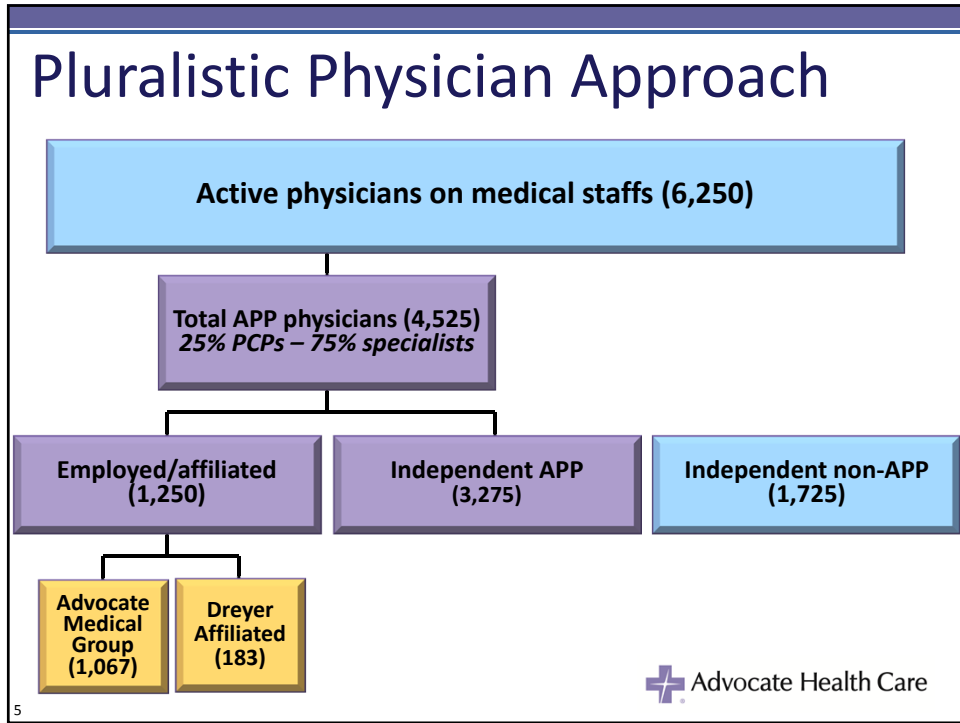 Pluralistic Physician Approach
Active physicians on medical staffs (6,250)
Total APP physicians (4,525)
25% PCPs – 75% specialists
Employed/affiliated
(1,250)
Independent APP
(3,275)
Independent non-APP
(1,725)
Advocate
Medical
Group
(1,067)
Dreyer
Affiliated
(183)
Advocate Health Care
5